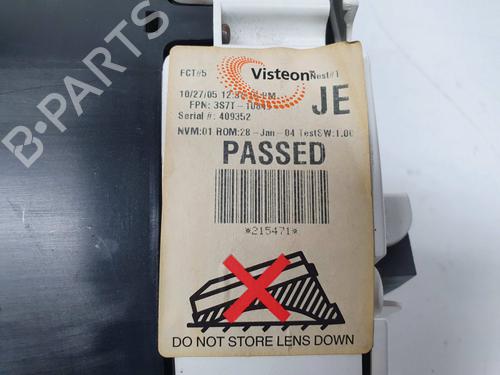 FCT#5 Visteon Nest#1
10/27/05
FPN: 3S7T-
JE
Serial #: 409352
NVM:01 ROM:28 -Jan -04 TestSW:1.00
PASSED
*215471*
DO NOT STORE LENS DOWN
B-PARTS